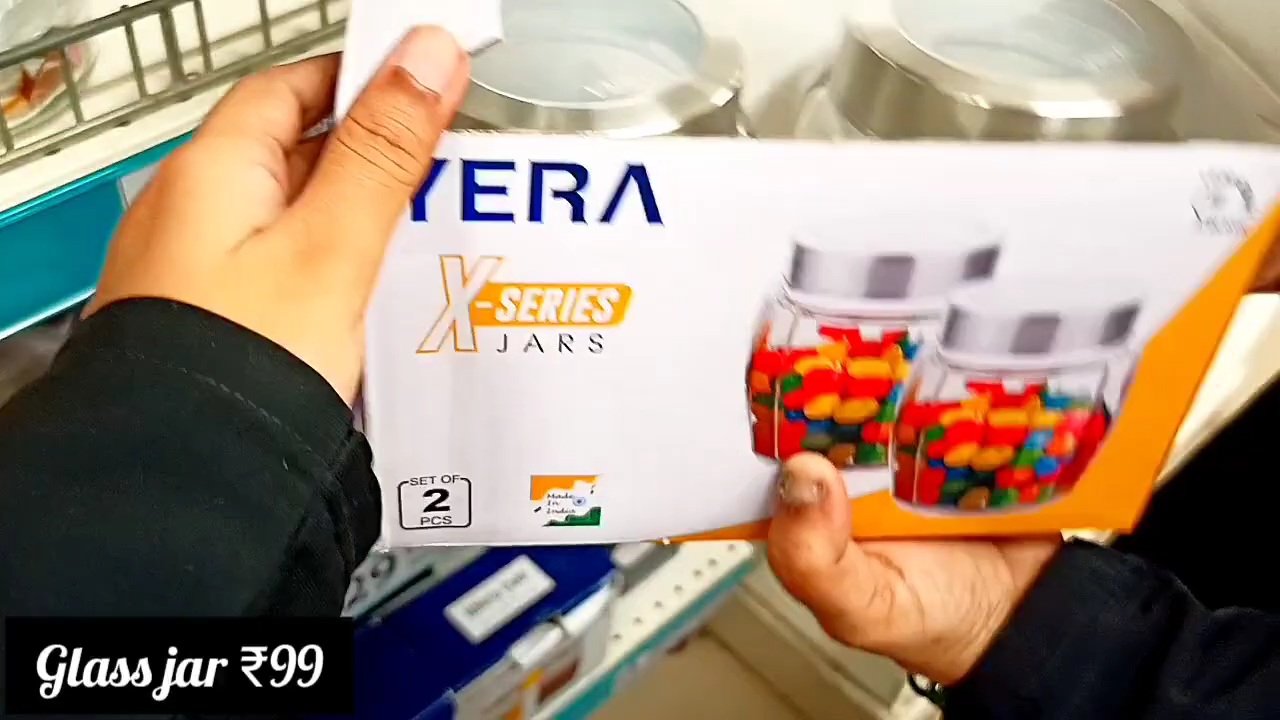 YERA
X-SERIES
JARS
SET OF
2
PCS
Made
In
India
Glass jar ₹99